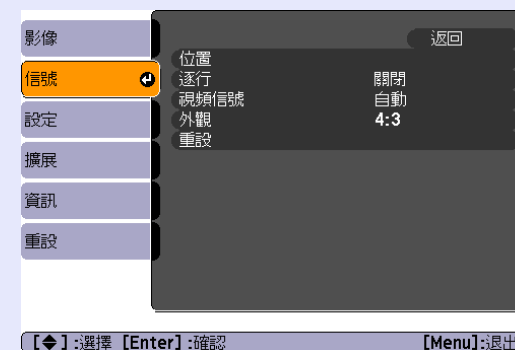 影像
信號
設定
擴展
資訊
重設
返回
位置
逐行 關閉
視頻信號 自動
外觀 4:3
重設
[◆]:選擇 [Enter]:確認 [Menu]:退出